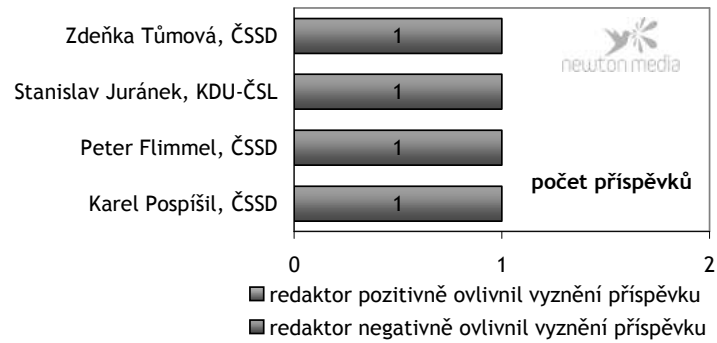 Zdeňka Tůmová, ČSSD
1
newton media
Stanislav Juránek, KDU-ČSL
1
Peter Flimmel, ČSSD
1
počet příspěvků
Karel Pospíšil, ČSSD
1
0
1
2
redaktor pozitivně ovlivnil vyznění příspěvku
redaktor negativně ovlivnil vyznění příspěvku